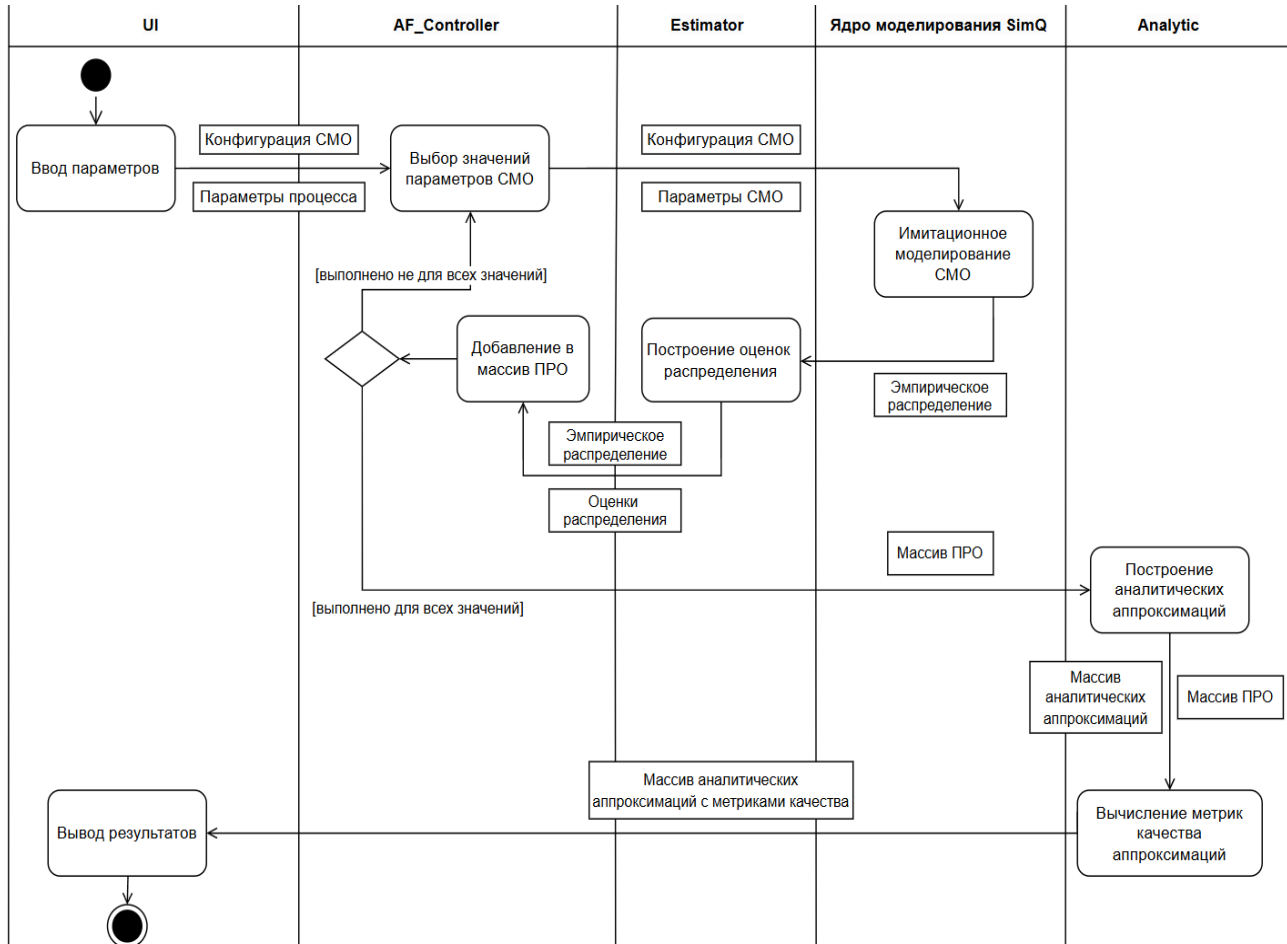 UI
AF_Controller
Estimator
Ядро моделирования SimQ
Analytic
Ввод параметров
Конфигурация СМО
Параметры процесса
Выбор значений
параметров СМО
Конфигурация СМО
Параметры СМО
Имитационное
моделирование
СМО
[выполнено не для всех значений]
Добавление в
массив ПРО
Построение оценок
распределения
Эмпирическое
распределение
Эмпирическое
распределение
Оценки
распределения
Массив ПРО
Построение
аналитических
аппроксимаций
[выполнено для всех значений]
Массив
аналитических
аппроксимаций
Массив ПРО
Массив аналитических
аппроксимаций с метриками качества
Вывод результатов
Вычисление метрик
качества
аппроксимаций